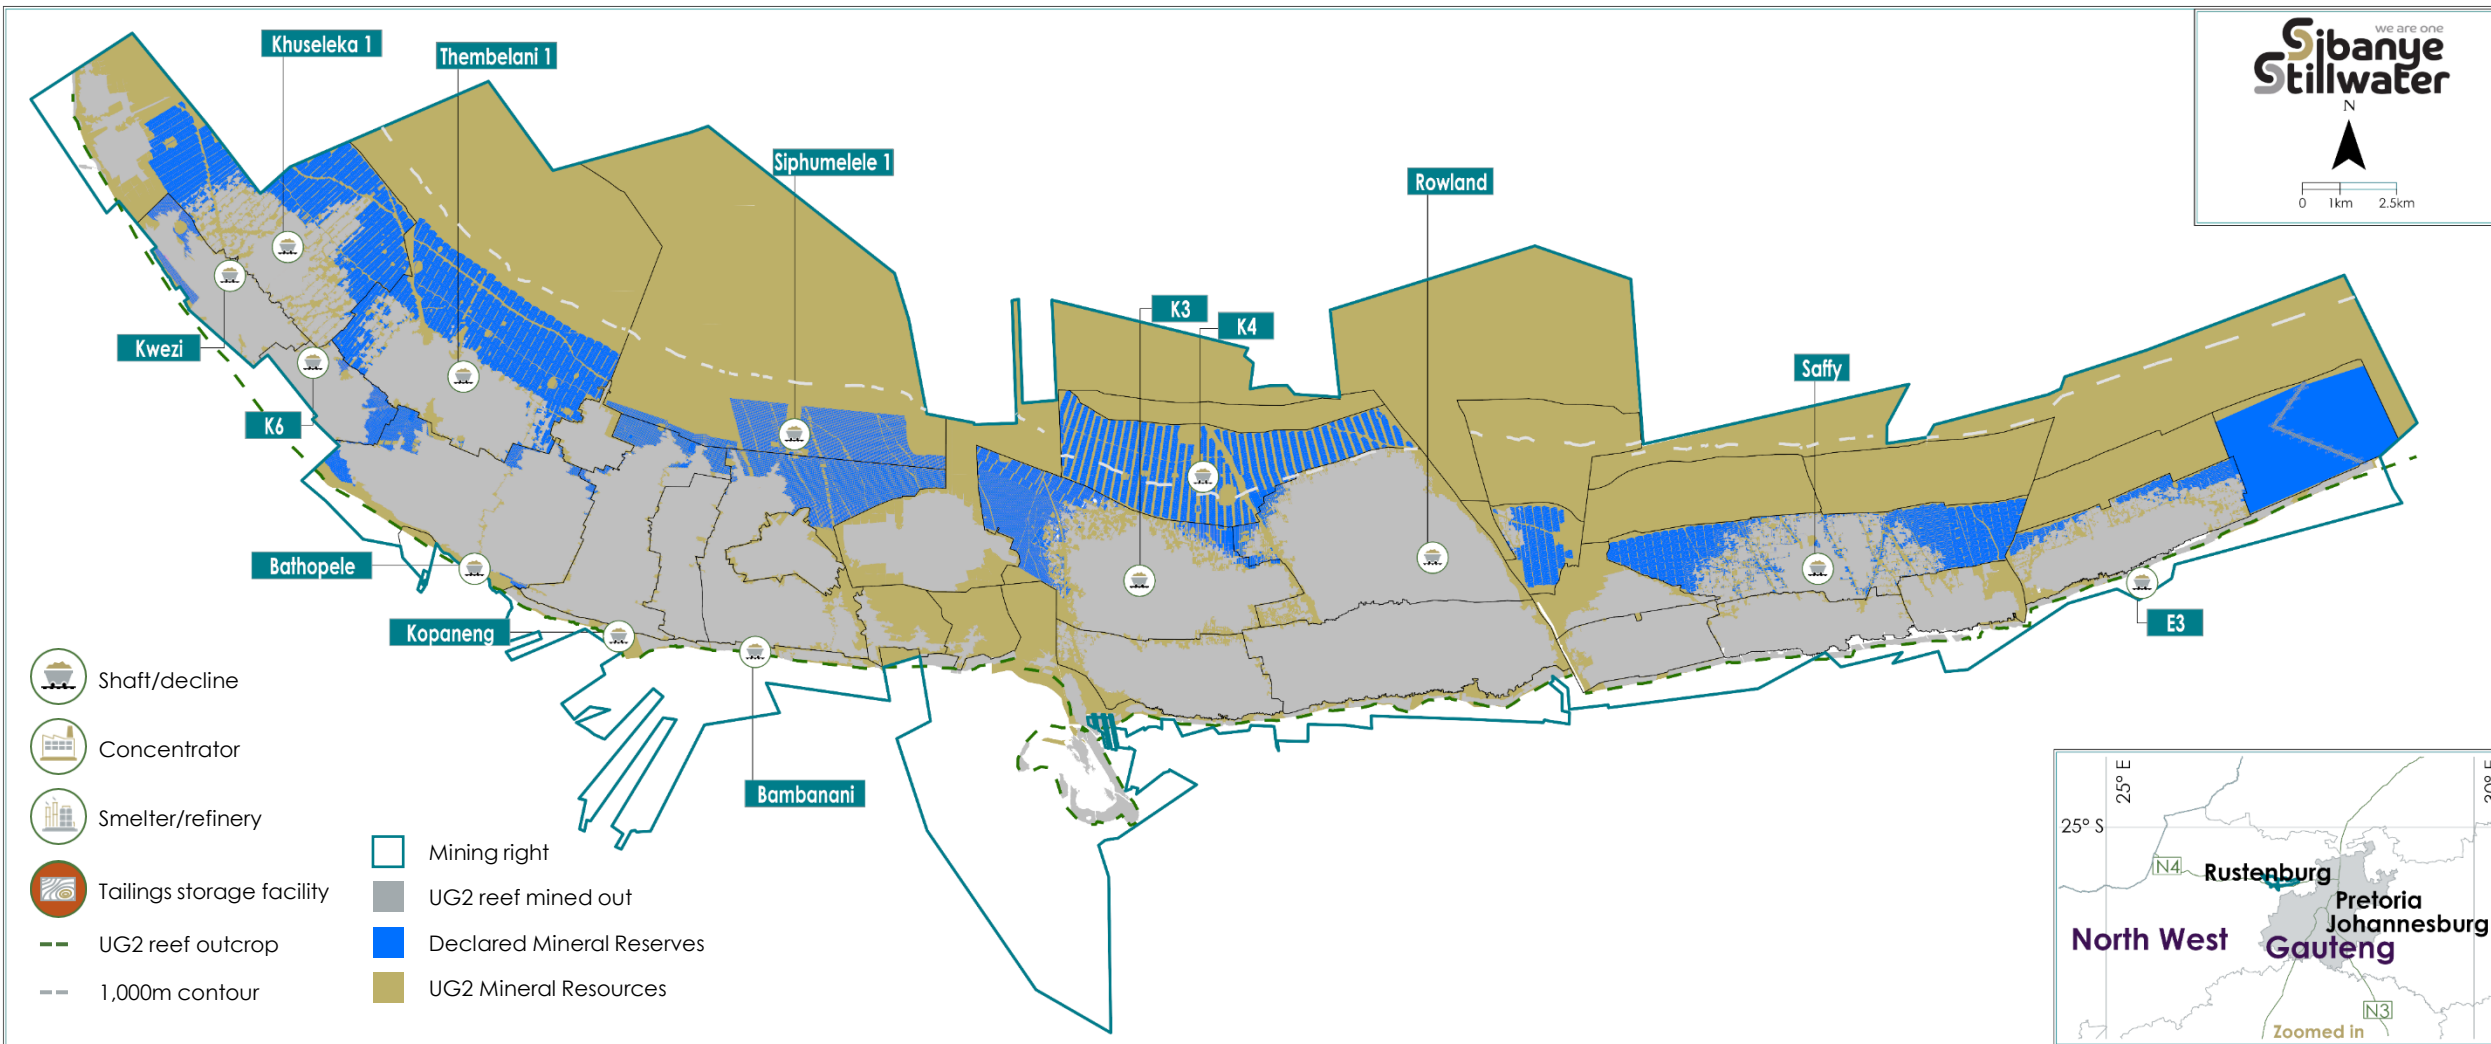 Khuseleka 1
Thembelani 1
Siphumelele 1
Rowland
K3
K4
Saffy
Kwezi
K6
Bathopele
Kopaneng
Bambanani
E3
we are one
Sibanye
Stillwater
N
0 1km 2.5km
Shaft/decline
Concentrator
Smelter/refinery
Tailings storage facility
UG2 reef outcrop
1,000m contour
Mining right
UG2 reef mined out
Declared Mineral Reserves
UG2 Mineral Resources
25° E
25° S
N4
Rustenburg
Pretoria
Johannesburg
North West
Gauteng
N3
Zoomed in